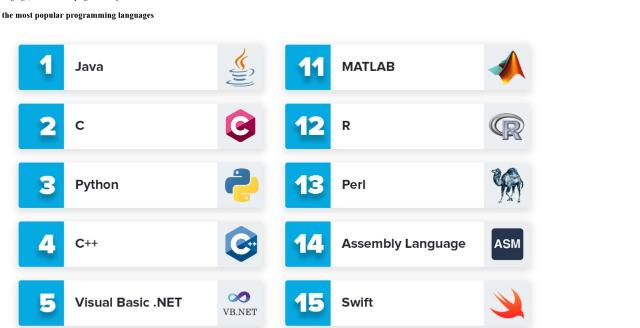 the most popular programming languages
1 Java
11 MATLAB
2 C
C
12 R
R
3 Python
13 Perl
4 C++
C++
14 Assembly Language ASM
5 Visual Basic .NET
VB.NET
15 Swift